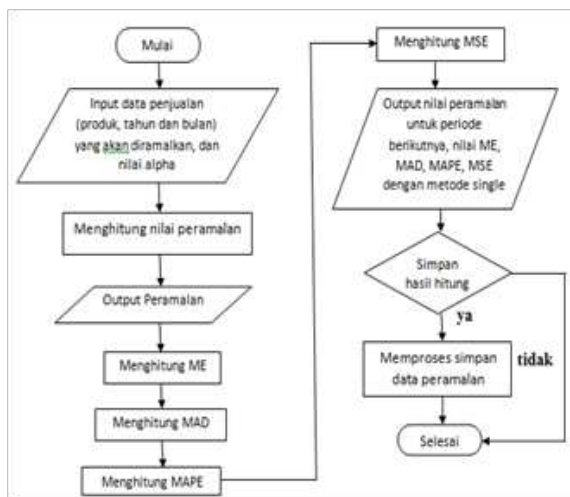 Mulai
Input data penjualan
(produk, tahun dan bulan)
yang akan diramalkan, dan
nilai alpha
Menghitung nilai peramalan
Output Peramalan
Menghitung ME
Menghitung MAD
Menghitung MAPE
Menghitung MSE
Output nilai peramalan
untuk periode
berikutnya, nilai ME,
MAD, MAPE, MSE
dengan metode single
Simpan
hasil hitung
ya
tidak
Memproses simpan
data peramalan
Selesai